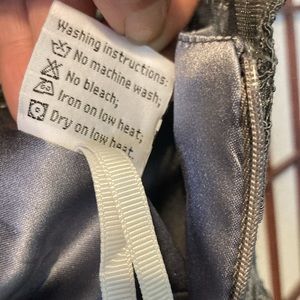 Washing instructions:
No machine wash;
No bleach;
Iron on low heat;
Dry on low heat.